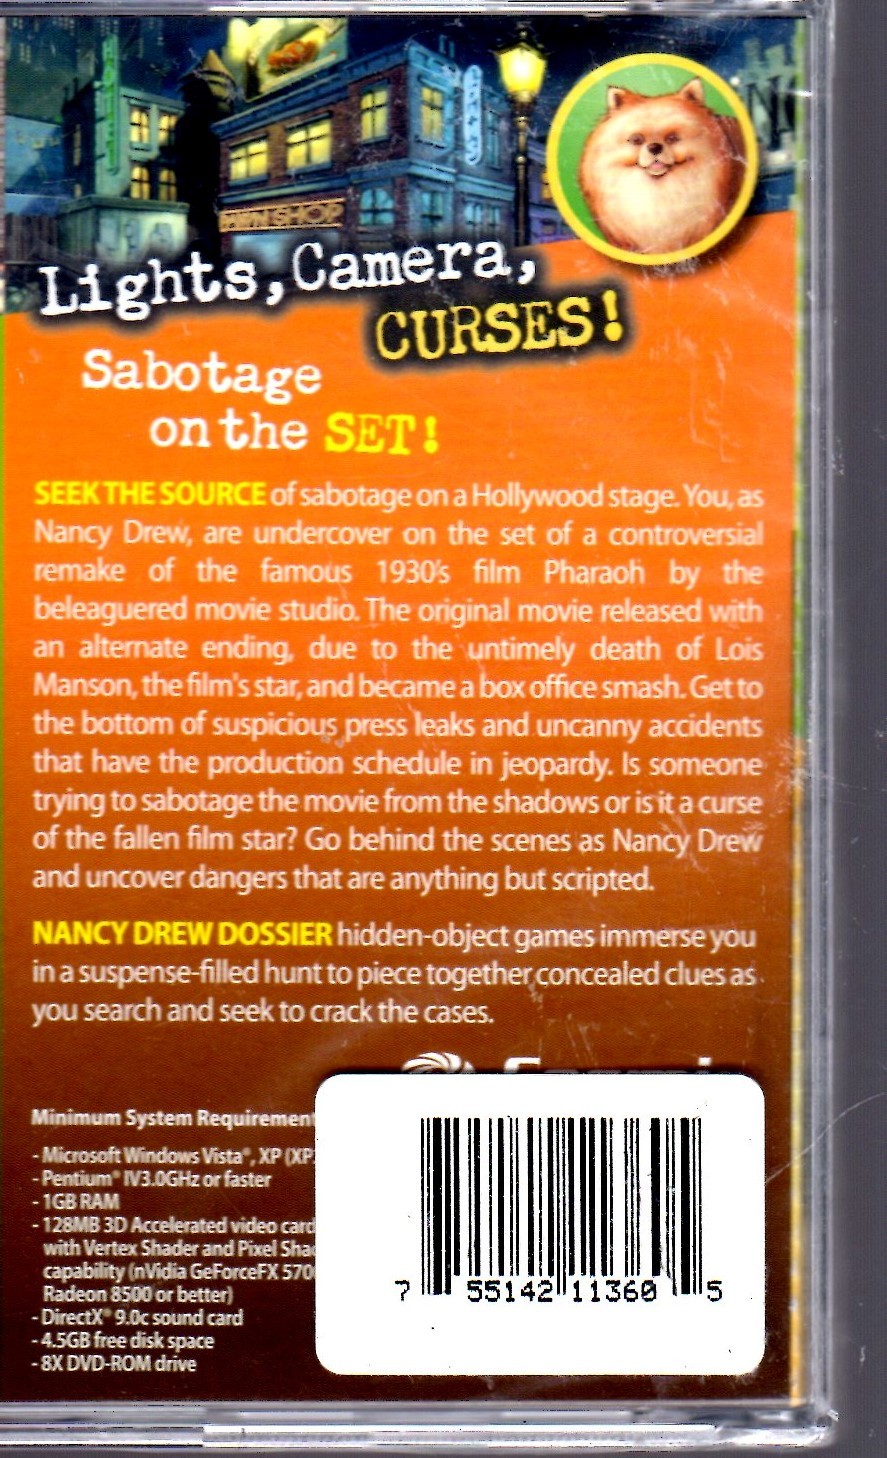 HOTEL
PAWN SHOP
Lights, Camera,
CURSES!
Sabotage
on the SET!
SEEK THE SOURCE of sabotage on a Hollywood stage. You, as
Nancy Drew, are undercover on the set of a controversial
remake of the famous 1930's film Pharaoh by the
beleaguered movie studio. The original movie released with
an alternate ending, due to the untimely death of Lois
Manson, the film's star, and became a box office smash. Get to
the bottom of suspicious press leaks and uncanny accidents
that have the production schedule in jeopardy. Is someone
trying to sabotage the movie from the shadows or is it a curse
of the fallen film star? Go behind the scenes as Nancy Drew
and uncover dangers that are anything but scripted.
NANCY DREW DOSSIER hidden-object games immerse you
in a suspense-filled hunt to piece together concealed clues as
you search and seek to crack the cases.
Minimum System Requirement
- Microsoft Windows Vista®, XP (XP
- Pentium® IV3.0GHz or faster
- 1GB RAM
- 128MB 3D Accelerated video card
with Vertex Shader and Pixel Shad
capability (nVidia GeForceFX 570
Radeon 8500 or better)
- DirectX® 9.0c sound card
- 4.5GB free disk space
- 8X DVD-ROM drive
7 55142 11360 5